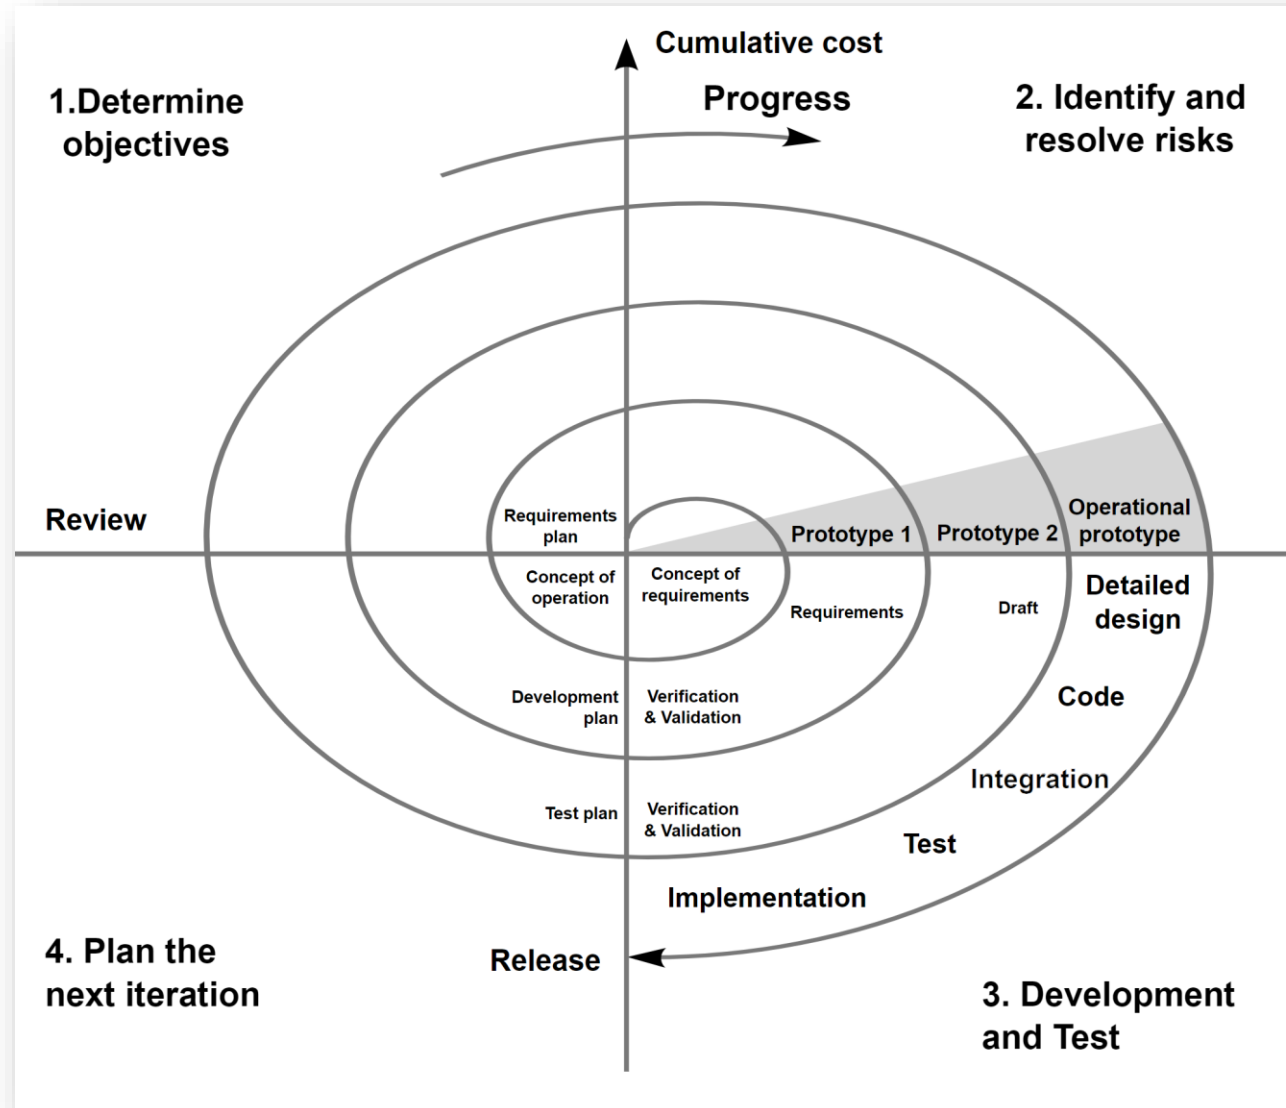 Cumulative cost
Progress
1.Determine
objectives
2. Identify and
resolve risks
Review
Requirements
plan
Prototype 1
Prototype 2
Operational
prototype
Concept of
operation
Concept of
requirements
Requirements
Draft
Detailed
design
Code
Integration
Test
Implementation
Development
plan
Verification
& Validation
Test plan
Verification
& Validation
Release
4. Plan the
next iteration
3. Development
and Test